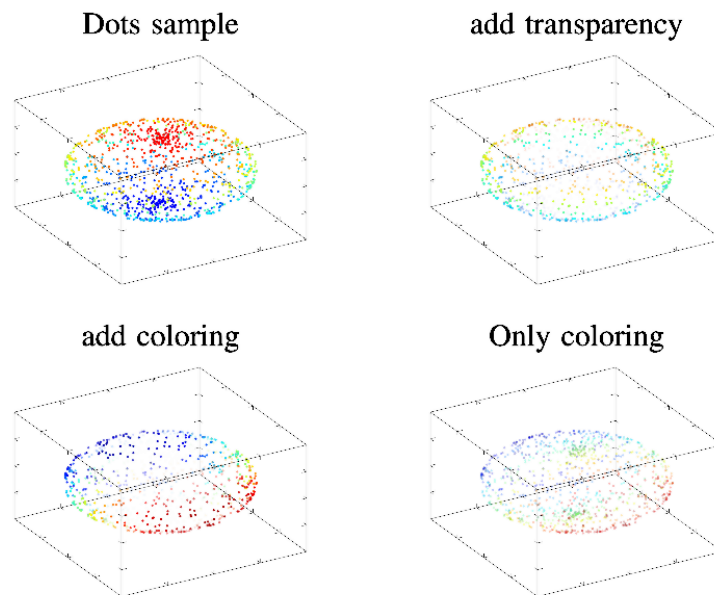 Dots sample
add transparency
add coloring
Only coloring